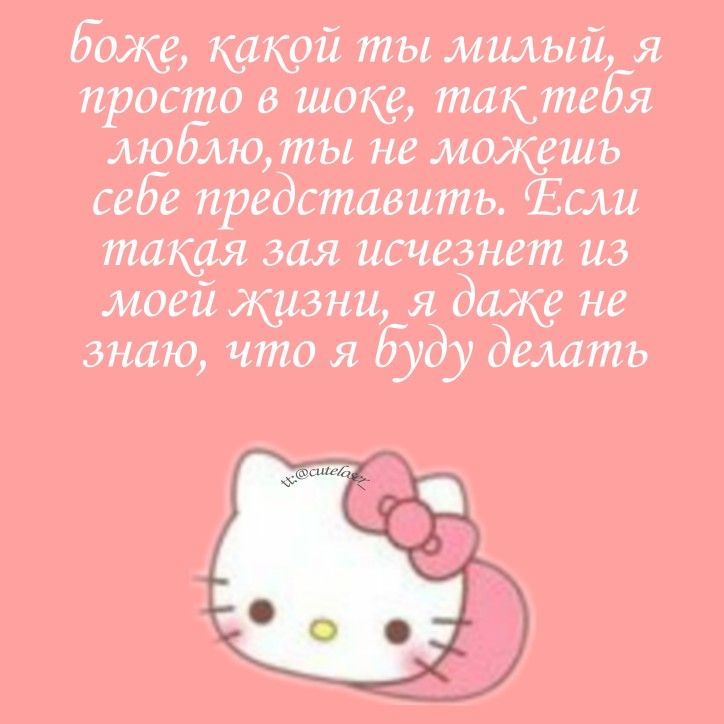 боже, какой ты милый, я
просто в шоке, так тебя
люблю,ты не можешь
себе представить. Если
такая зая исчезнет из
моей жизни, я даже не
знаю, что я буду делать
tt:@cuteloser_